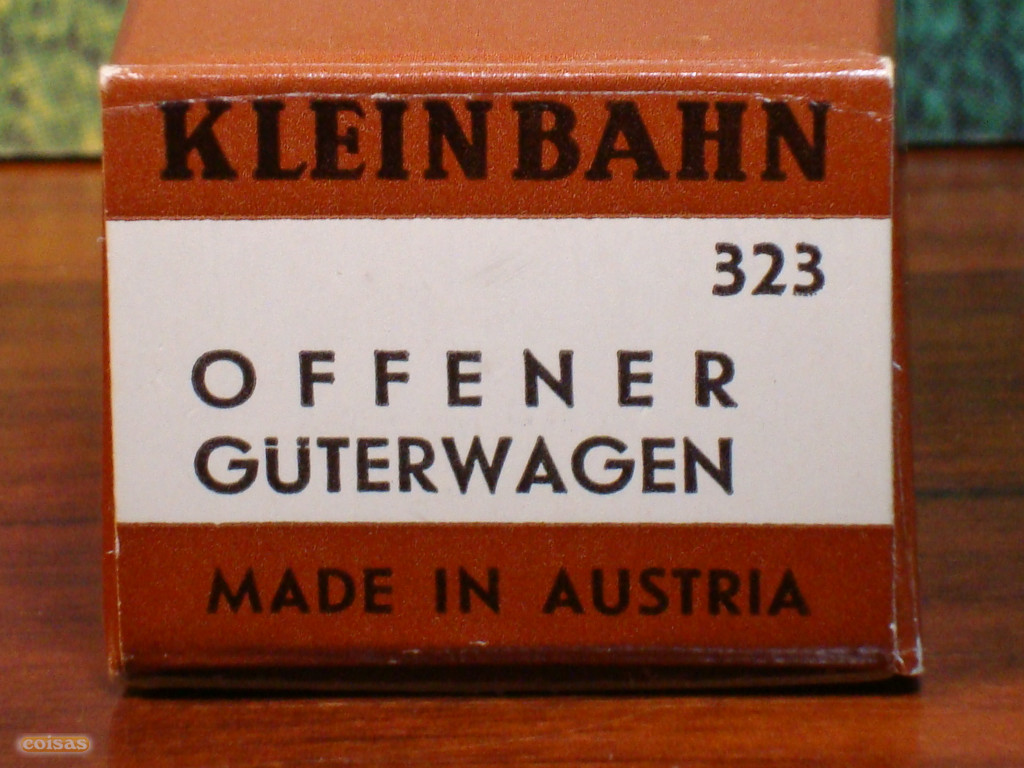 KLEINBAHN
323
OFFENER
GÜTERWAGEN
MADE IN AUSTRIA
coisas